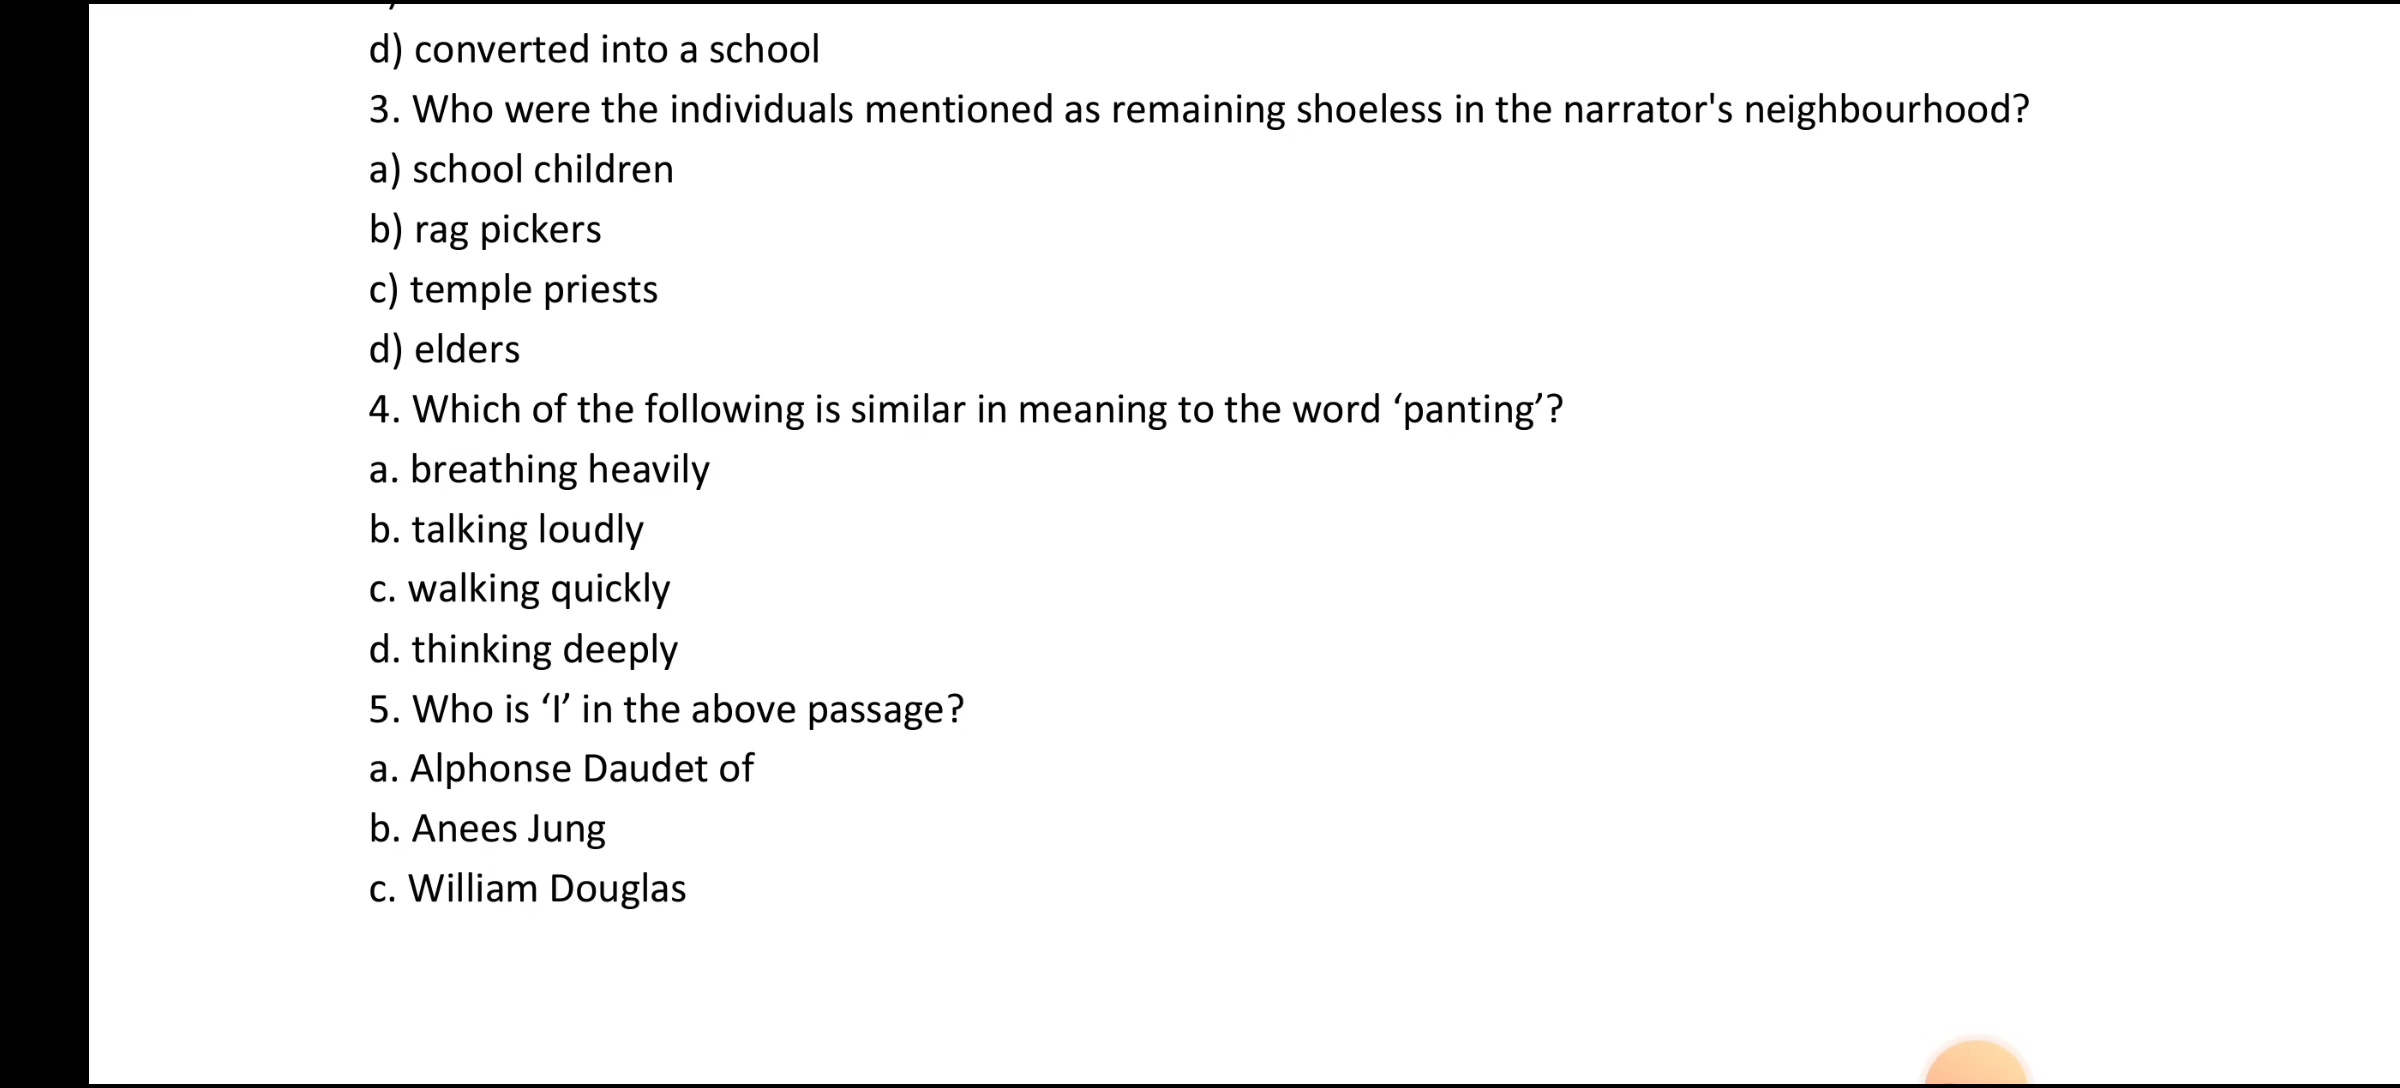 d) converted into a school
3. Who were the individuals mentioned as remaining shoeless in the narrator's neighbourhood?
a) school children
b) rag pickers
c) temple priests
d) elders
4. Which of the following is similar in meaning to the word ‘panting’?
a. breathing heavily
b. talking loudly
c. walking quickly
d. thinking deeply
5. Who is ‘I’ in the above passage?
a. Alphonse Daudet of
b. Anees Jung
c. William Douglas